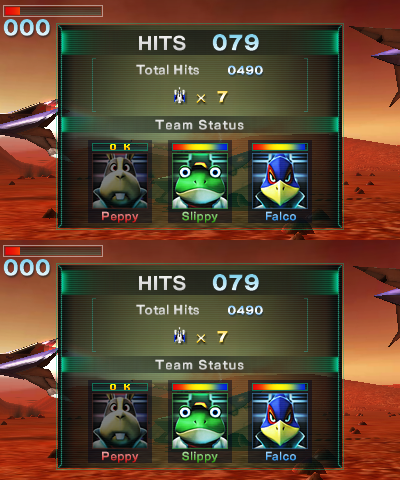 000
HITS 079
Total Hits 0490
× 7
Team Status
O K
Peppy Slippy Falco
000
HITS 079
Total Hits 0490
× 7
Team Status
O K
Peppy Slippy Falco